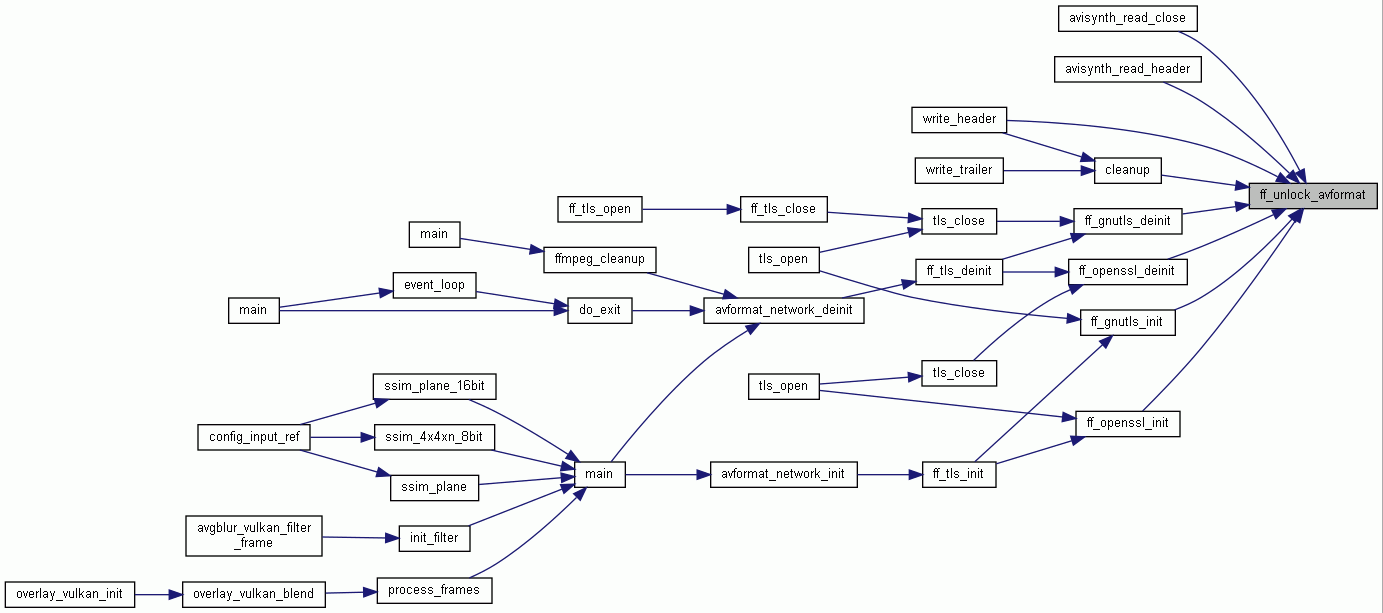 avisynth_read_close
avisynth_read_header
write_header
write_trailer
cleanup
ff_unlock_avformat
ff_tls_open
ff_tls_close
tls_close
ff_gnutls_deinit
main
ffmpeg_cleanup
tls_open
ff_tls_deinit
ff_openssl_deinit
event_loop
main
do_exit
avformat_network_deinit
ff_gnutls_init
tls_open
tls_close
ssim_plane_16bit
config_input_ref
ssim_4x4xn_8bit
ff_openssl_init
ssim_plane
main
avformat_network_init
ff_tls_init
avgblur_vulkan_filter
_frame
init_filter
overlay_vulkan_init
overlay_vulkan_blend
process_frames